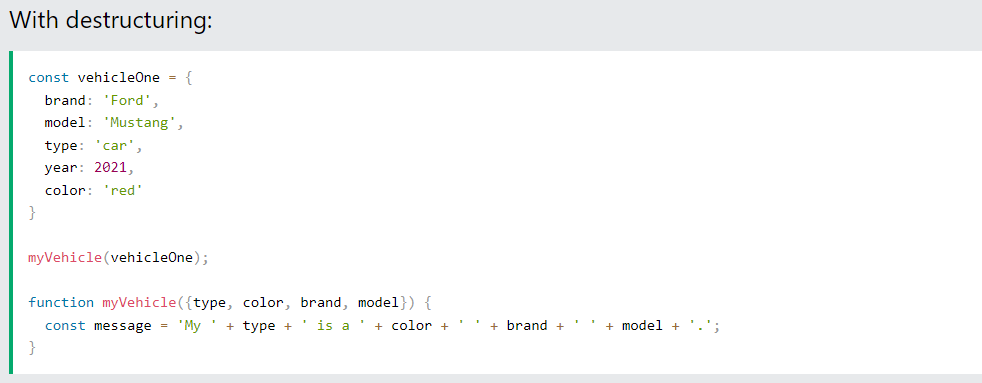 With destructuring:
const vehicleOne = {
  brand: 'Ford',
  model: 'Mustang',
  type: 'car',
  year: 2021,
  color: 'red'
}
myVehicle(vehicleOne);
function myVehicle({type, color, brand, model}) {
  const message = 'My ' + type + ' is a ' + color + ' ' + brand + ' ' + model + '.';
}